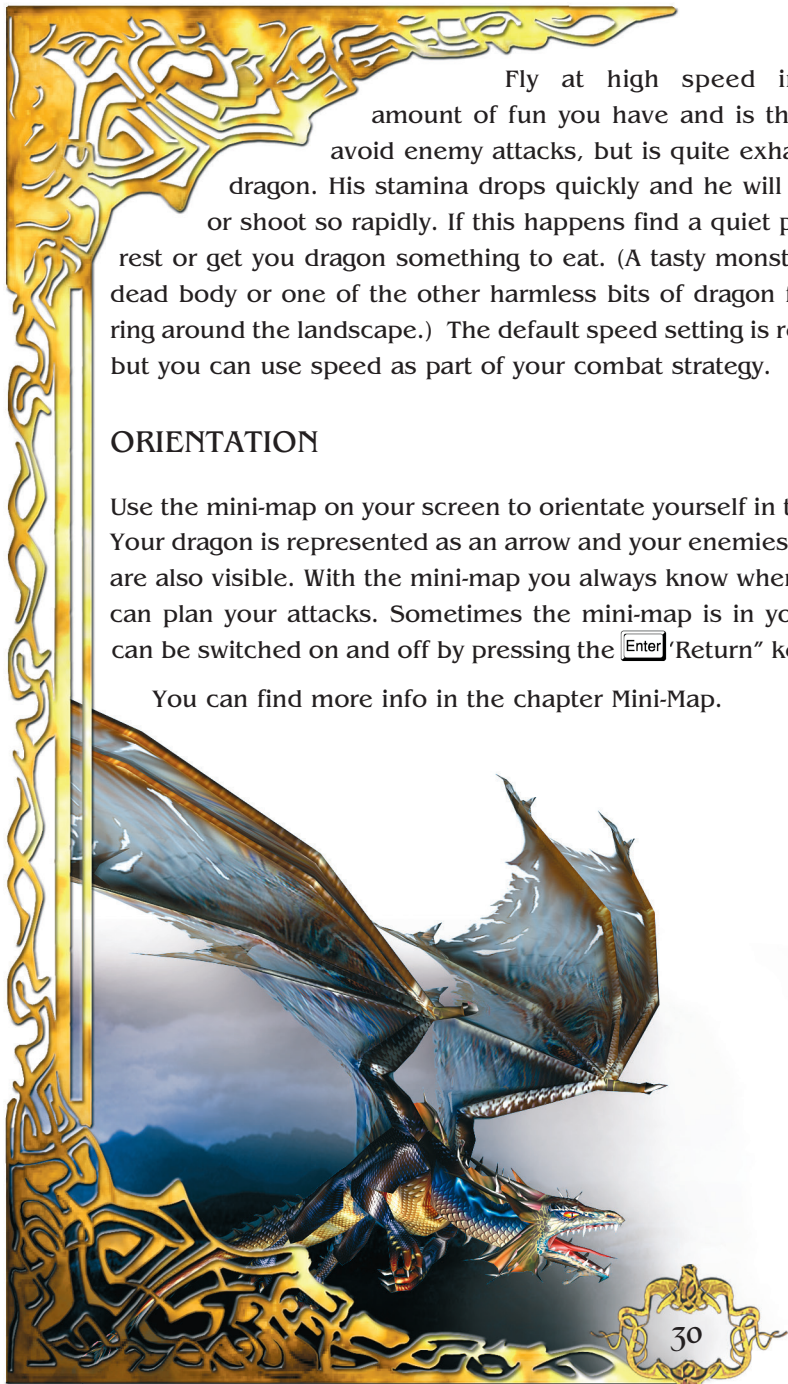 Fly at high speed in
amount of fun you have and is th
avoid enemy attacks, but is quite exha
dragon. His stamina drops quickly and he will
or shoot so rapidly. If this happens find a quiet p
rest or get you dragon something to eat. (A tasty monst
dead body or one of the other harmless bits of dragon f
ring around the landscape.) The default speed setting is re
but you can use speed as part of your combat strategy.
ORIENTATION
Use the mini-map on your screen to orientate yourself in t
Your dragon is represented as an arrow and your enemies
are also visible. With the mini-map you always know wher
can plan your attacks. Sometimes the mini-map is in yo
can be switched on and off by pressing the Enter 'Return" ke
You can find more info in the chapter Mini-Map.
30